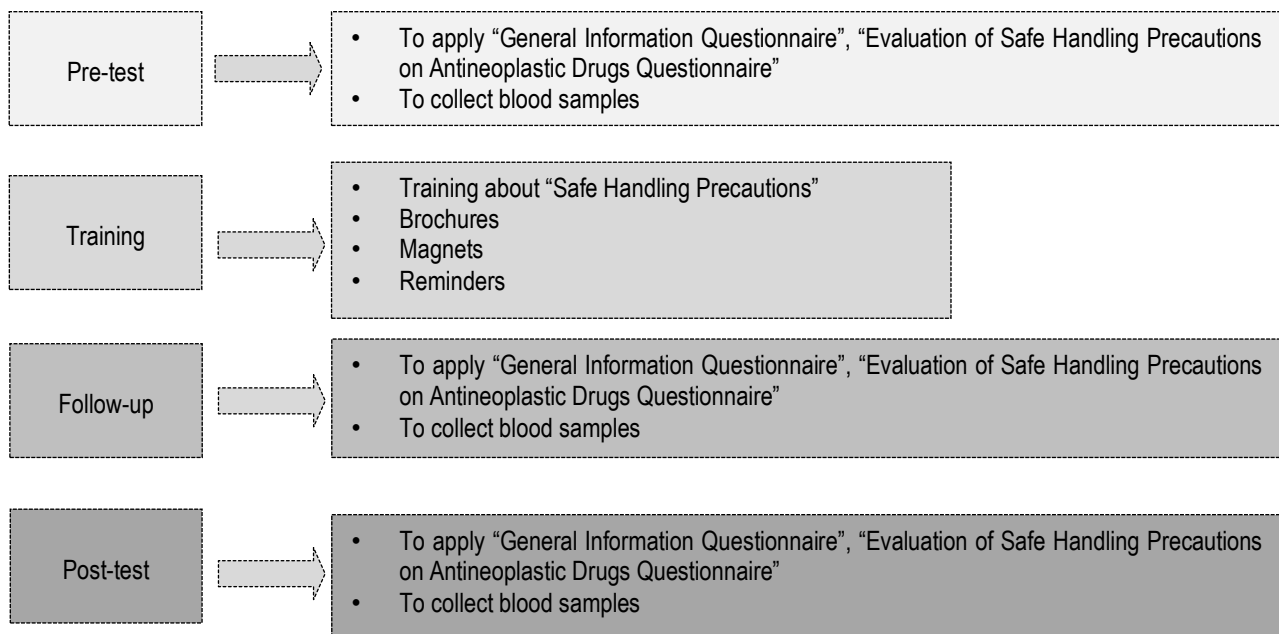 Pre-test
• To apply “General Information Questionnaire”, “Evaluation of Safe Handling Precautions
on Antineoplastic Drugs Questionnaire”
• To collect blood samples
Training
• Training about “Safe Handling Precautions”
• Brochures
• Magnets
• Reminders
Follow-up
• To apply “General Information Questionnaire”, “Evaluation of Safe Handling Precautions
on Antineoplastic Drugs Questionnaire”
• To collect blood samples
Post-test
• To apply “General Information Questionnaire”, “Evaluation of Safe Handling Precautions
on Antineoplastic Drugs Questionnaire”
• To collect blood samples